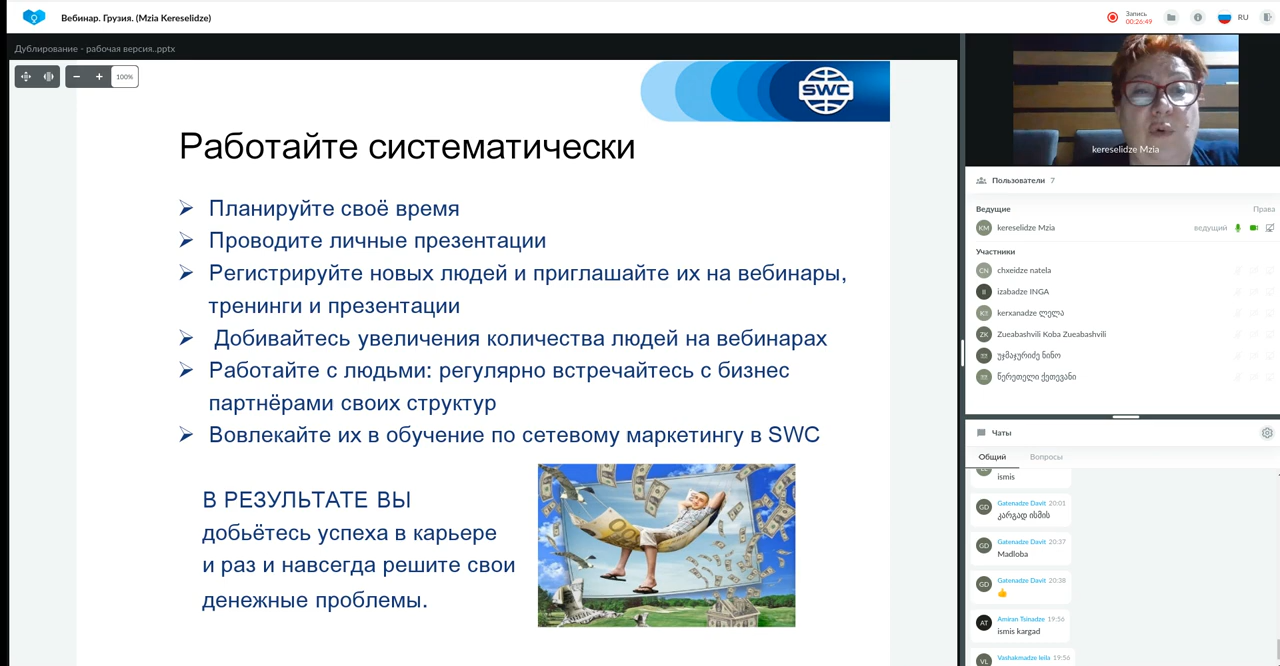 Вебинар. Грузия. (Mzia Kereselidze)
Запись
00:26:49
RU
Дублирование - рабочая версия..pptx
100%
SWC
Работайте систематически
Планируйте своё время
Проводите личные презентации
Регистрируйте новых людей и приглашайте их на вебинары,
тренинги и презентации
Добивайтесь увеличения количества людей на вебинарах
Работайте с людьми: регулярно встречайтесь с бизнес
партнёрами своих структур
Вовлекайте их в обучение по сетевому маркетингу в SWC
В РЕЗУЛЬТАТЕ ВЫ
добьётесь успеха в карьере
и раз и навсегда решите свои
денежные проблемы.
kereselidze Mzia
Пользователи 7
Ведущие Права
KM kereselidze Mzia ведущий
Участники
CN chxeidze natela
II izabadze INGA
kerxanadze ლელა
ZK Zueabashvili Koba Zueabashvili
უჯმაჯურიძე ნინო
წერეთელი ქეთევანი
Чаты
Общий Вопросы
ismis
GD Gatenadze Davit 20:01
კარგად ისმის
GD Gatenadze Davit 20:37
Madloba
GD Gatenadze Davit 20:38
👍
AT Amiran Tsinadze 19:56
ismis kargad
VL Vashakmadze leila 19:56